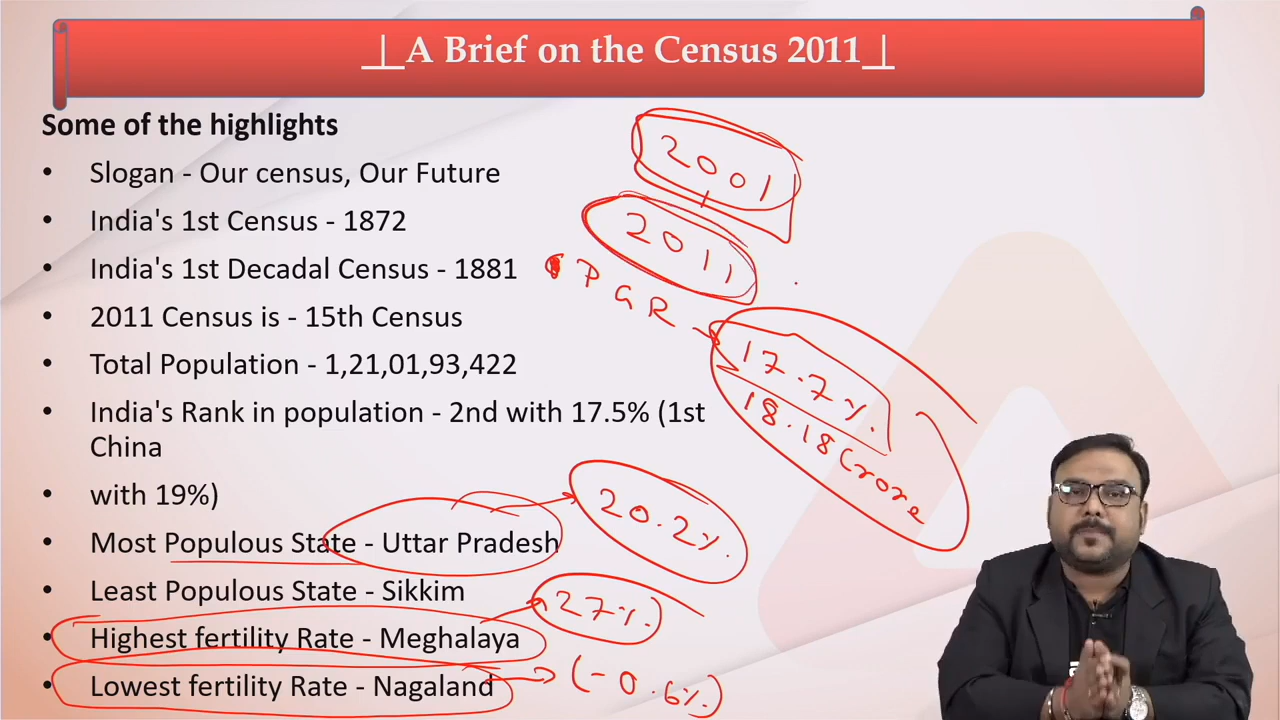 |_A Brief on the Census 2011_|
Some of the highlights
• Slogan - Our census, Our Future
• India's 1st Census - 1872
• India's 1st Decadal Census - 1881
• 2011 Census is - 15th Census
• Total Population - 1,21,01,93,422
• India's Rank in population - 2nd with 17.5% (1st
China
• with 19%)
• Most Populous State - Uttar Pradesh
• Least Populous State - Sikkim
• Highest fertility Rate - Meghalaya
• Lowest fertility Rate - Nagaland
2001
2011
PGR → 17.7%.
18.18 Crore
20.2%.
27%.
(-0.6%.)